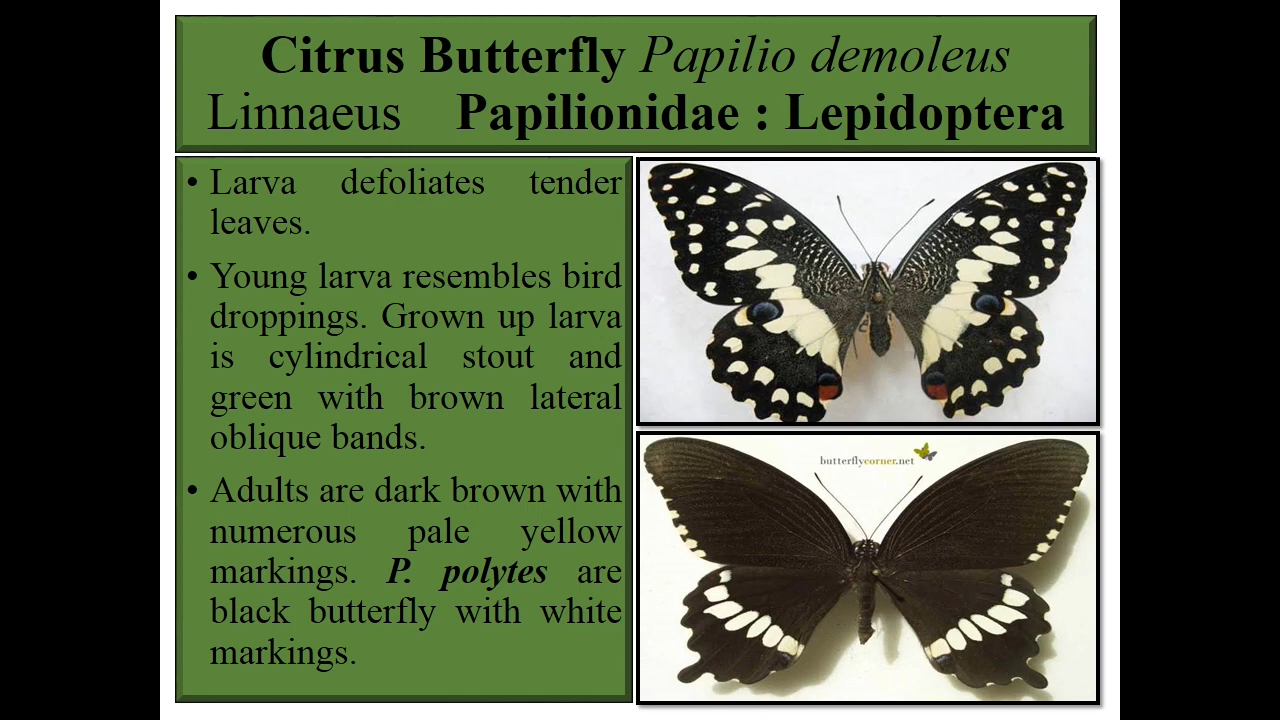 Citrus Butterfly Papilio demoleus
Linnaeus Papilionidae : Lepidoptera
• Larva defoliates tender
leaves.
• Young larva resembles bird
droppings. Grown up larva
is cylindrical stout and
green with brown lateral
oblique bands.
• Adults are dark brown with
numerous pale yellow
markings. P. polytes are
black butterfly with white
markings.
butterflycorner.net